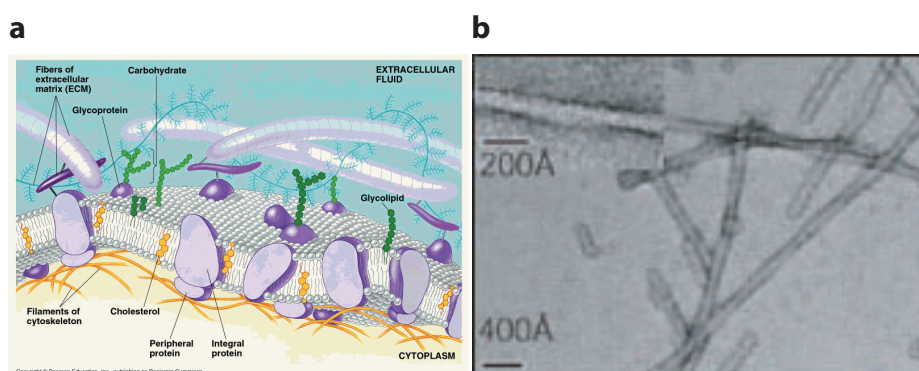 a
b
Fibers of
extracellular
matrix (ECM)
Carbohydrate
EXTRACELLULAR
FLUID
Glycoprotein
200Å
Glycolipid
Filaments of
cytoskeleton
Cholesterol
Peripheral
protein
Integral
protein
CYTOPLASM
400Å